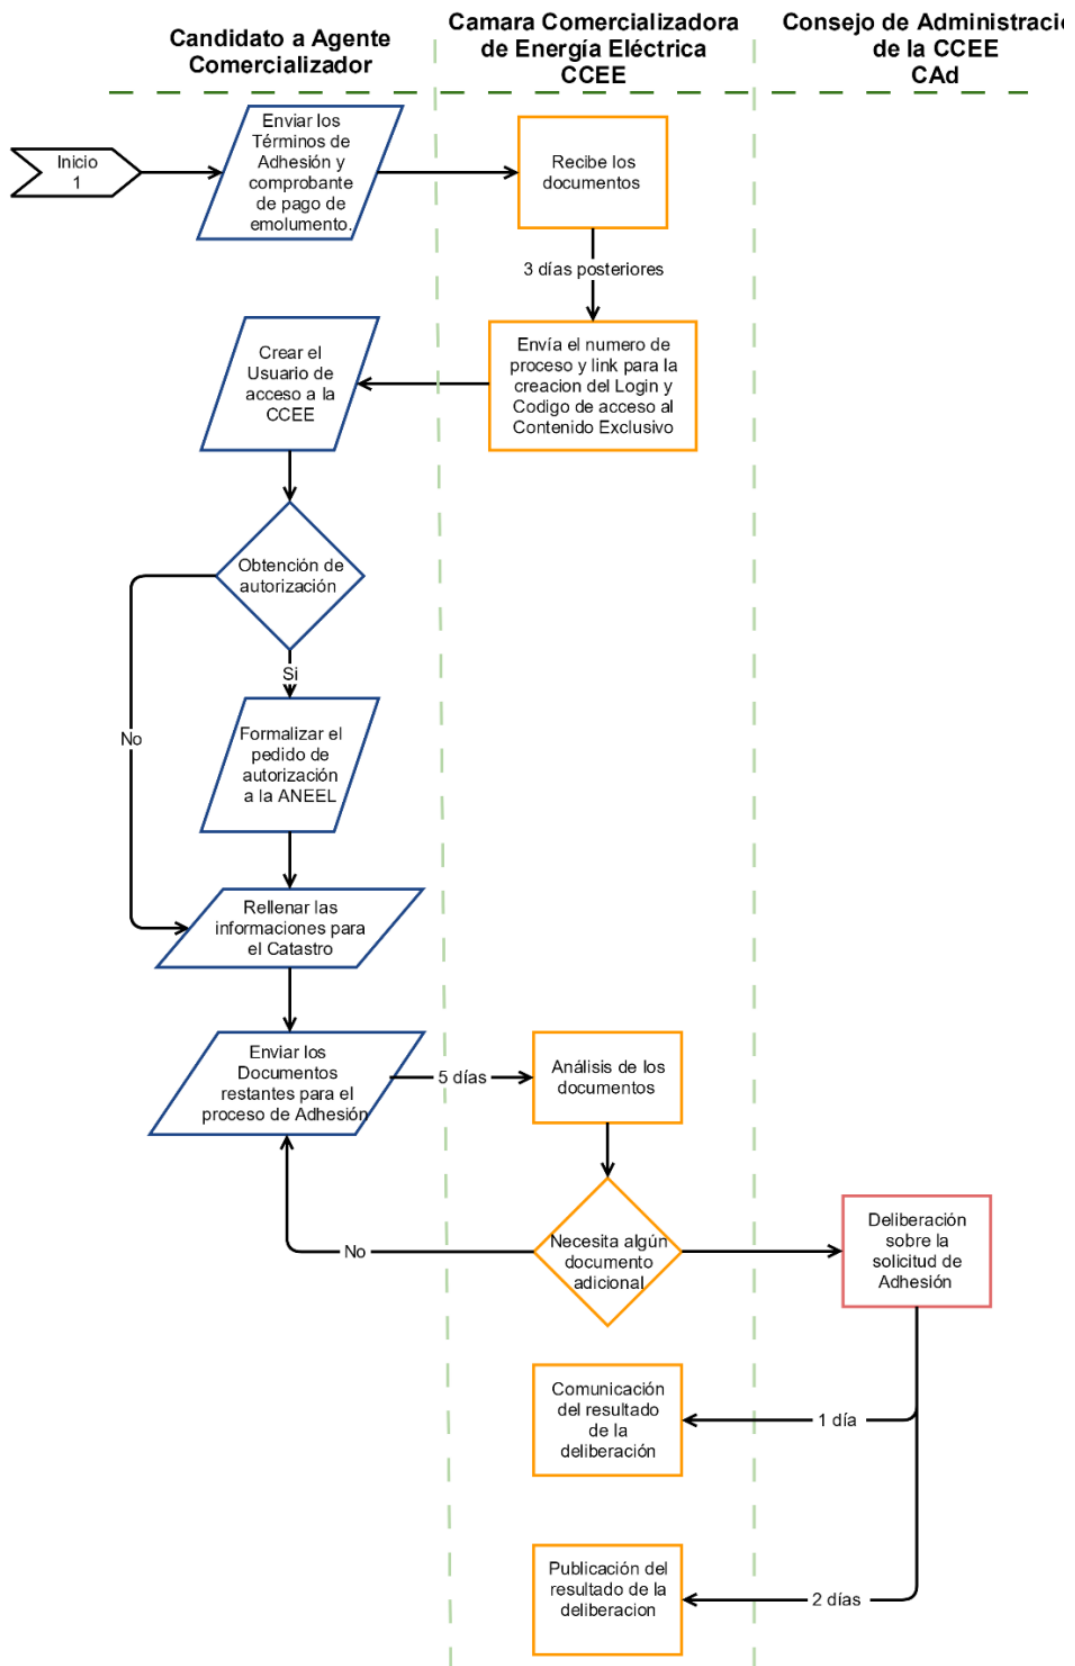 Candidato a Agente
Comercializador
Camara Comercializadora
de Energía Eléctrica
CCEE
Consejo de Administraci
de la CCEE
CAd
Inicio
1
Enviar los
Términos de
Adhesión y
comprobante
de pago de
emolumento.
Recibe los
documentos
3 días posteriores
Envía el numero de
proceso y link para la
creacion del Login y
Codigo de acceso al
Contenido Exclusivo
Crear el
Usuario de
acceso a la
CCEE
Obtención de
autorización
Si
No
Formalizar el
pedido de
autorización
a la ANEEL
Rellenar las
informaciones para
el Catastro
Enviar los
Documentos
restantes para el
proceso de Adhesión
5 días
Análisis de los
documentos
Necesita algún
documento
adicional
No
Deliberación
sobre la
solicitud de
Adhesión
Comunicación
del resultado
de la
deliberación
1 día
Publicación del
resultado de la
deliberacion
2 días